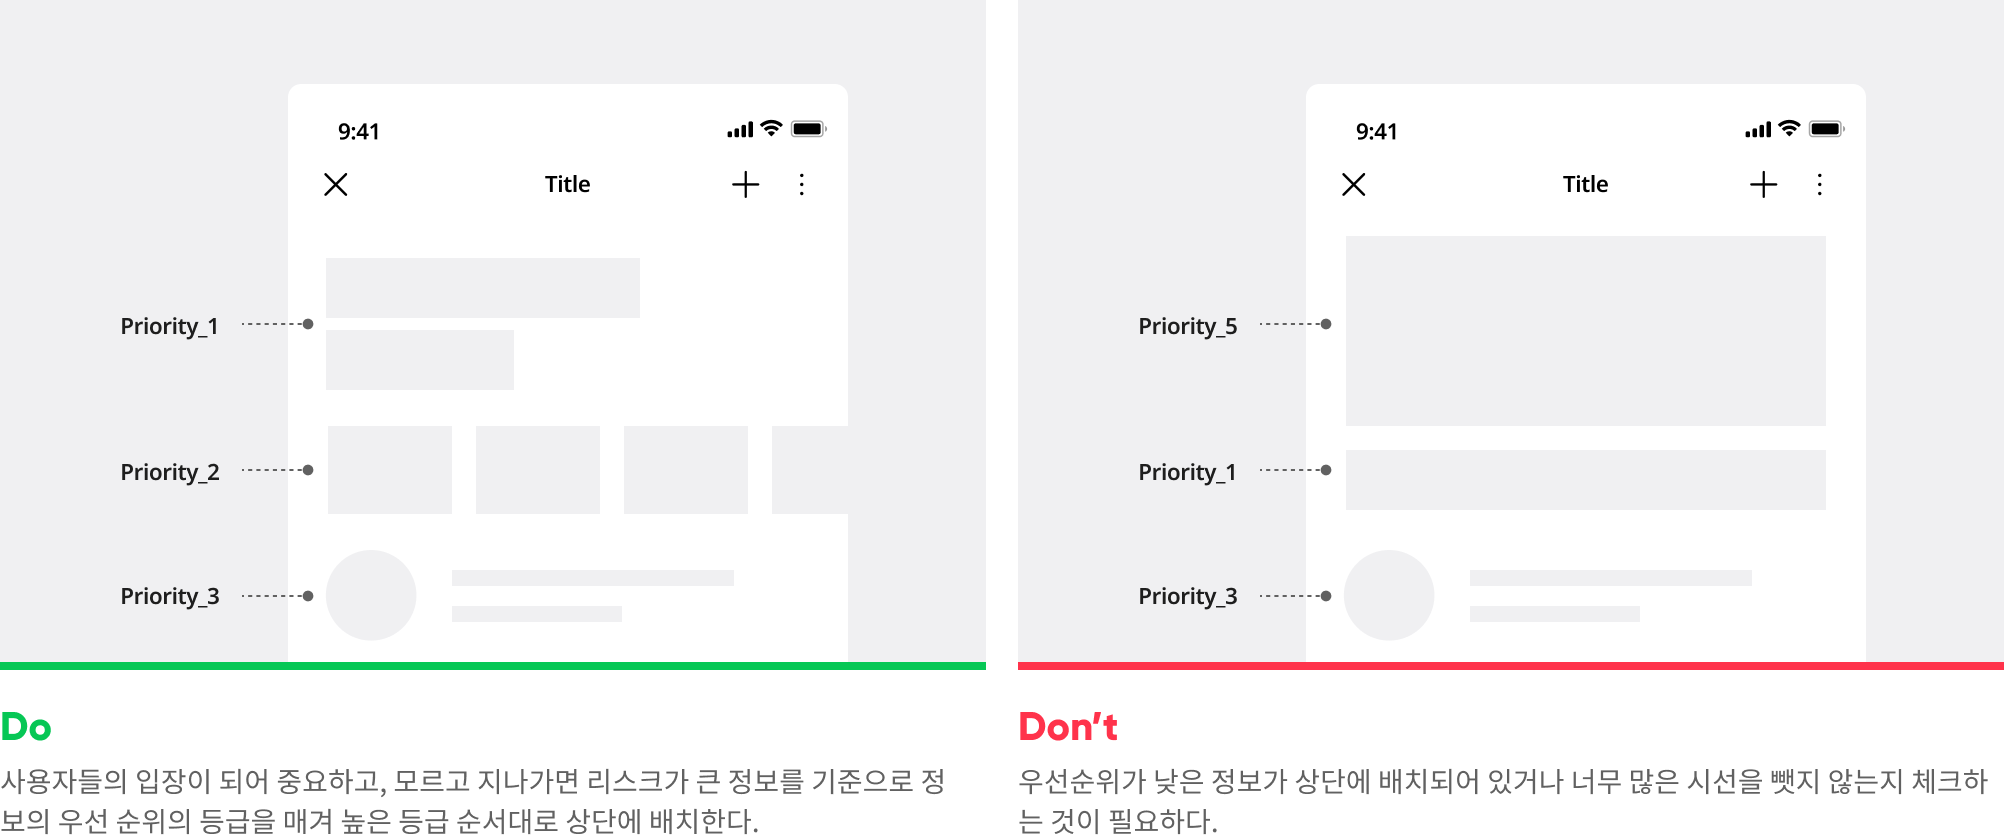 9:41
Title
Priority_1
Priority_2
Priority_3
Do
사용자들의 입장이 되어 중요하고, 모르고 지나가면 리스크가 큰 정보를 기준으로 정
보의 우선 순위의 등급을 매겨 높은 등급 순서대로 상단에 배치한다.
9:41
Title
Priority_5
Priority_1
Priority_3
Don’t
우선순위가 낮은 정보가 상단에 배치되어 있거나 너무 많은 시선을 뺏지 않는지 체크하
는 것이 필요하다.